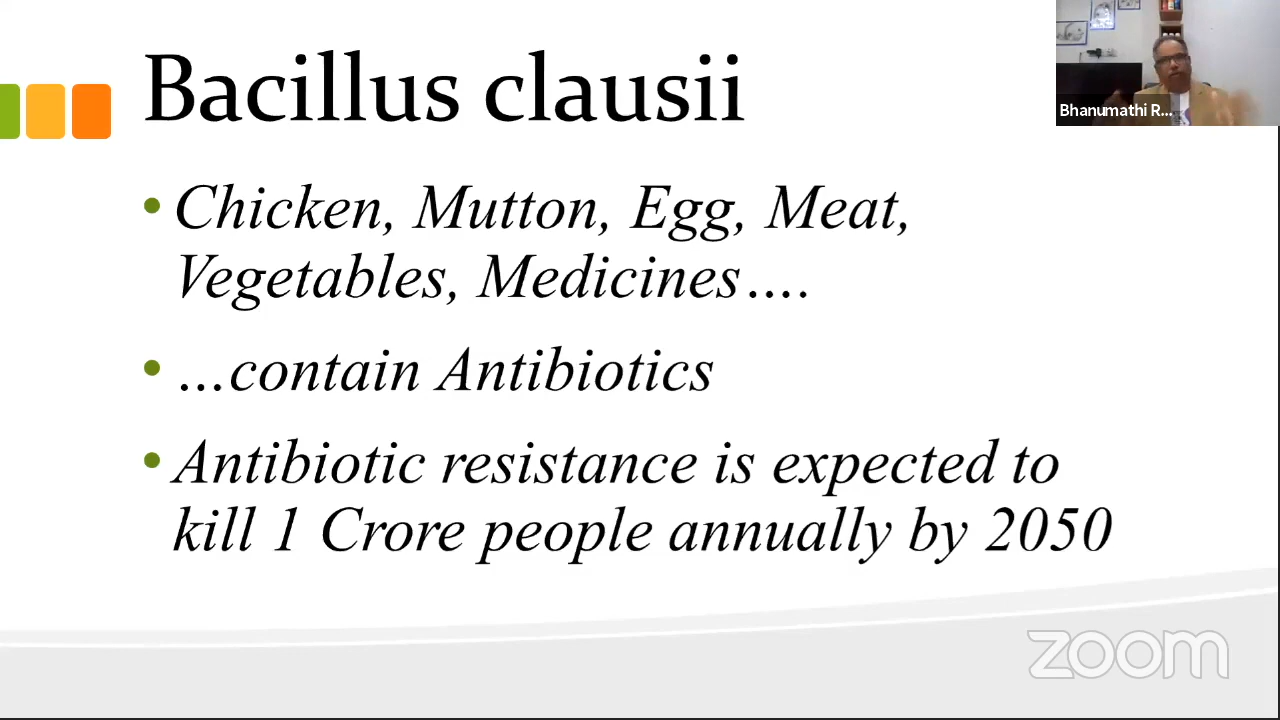 Bacillus clausii
Bhanumathi R...
• Chicken, Mutton, Egg, Meat,
Vegetables, Medicines….
• …contain Antibiotics
• Antibiotic resistance is expected to
kill 1 Crore people annually by 2050
zoom